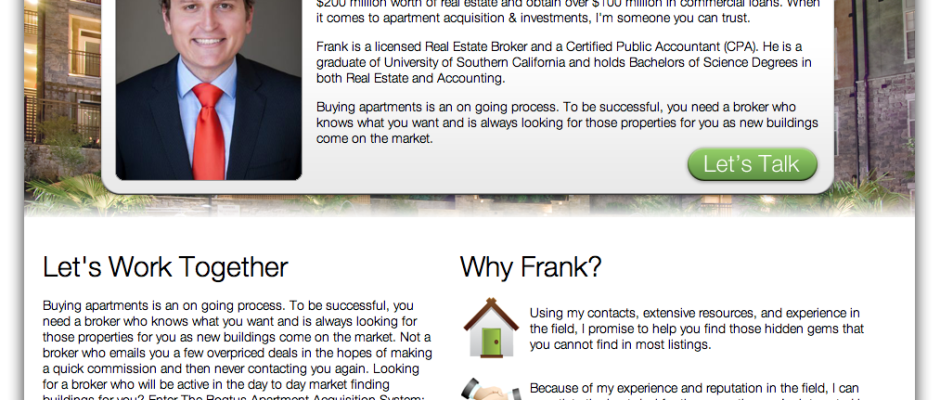 $200 million worth of real estate and obtain over $100 million in commercial loans. When
it comes to apartment acquisition & investments, I'm someone you can trust.
Frank is a licensed Real Estate Broker and a Certified Public Accountant (CPA). He is a
graduate of University of Southern California and holds Bachelors of Science Degrees in
both Real Estate and Accounting.
Buying apartments is an on going process. To be successful, you need a broker who
knows what you want and is always looking for those properties for you as new buildings
come on the market.
Let's Talk
Let's Work Together
Buying apartments is an on going process. To be successful, you
need a broker who knows what you want and is always looking for
those properties for you as new buildings come on the market. Not a
broker who emails you a few overpriced deals in the hopes of making
a quick commission and then never contacting you again. Looking
for a broker who will be active in the day to day market finding
buildings for you? Enter The Rogtus Apartment Acquisition System:
Why Frank?
Using my contacts, extensive resources, and experience in
the field, I promise to help you find those hidden gems that
you cannot find in most listings.
Because of my experience and reputation in the field, I can